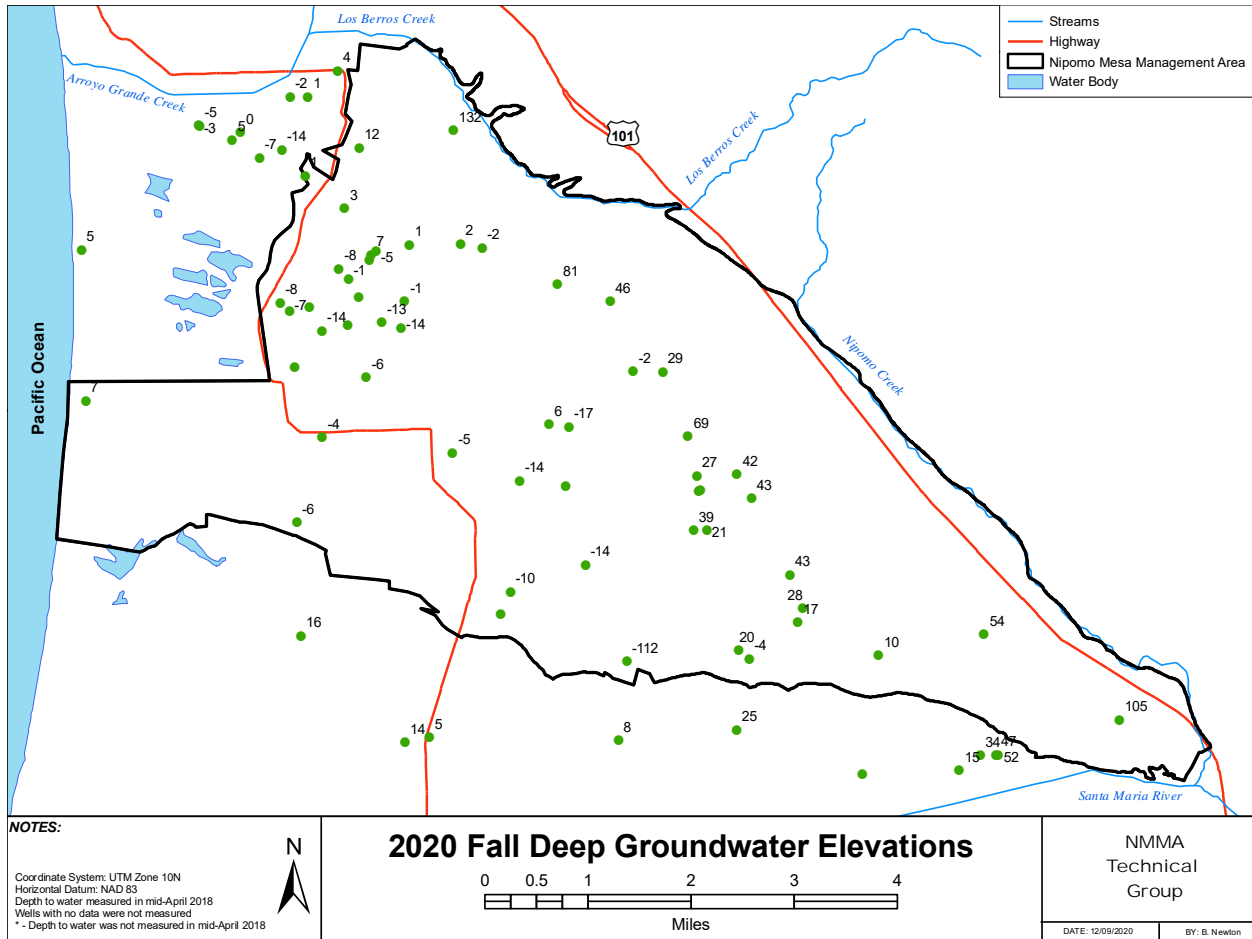 Los Berros Creek
Streams
Highway
Nipomo Mesa Management Area
Water Body
4
-2
1
Arroyo Grande Creek
-5
-3
5
0
-7
-14
12
132
101
Los Berros Creek
1
3
5
7
-5
1
2
-2
-8
-1
81
46
-8
-7
-14
-1
-13
-14
Pacific Ocean
Nipomo Creek
-6
-2
29
7
-4
6
-17
69
-5
-14
27
42
43
-6
39
21
-14
43
-10
28
17
16
20
-4
10
54
-112
105
14
5
8
25
15
34
47
52
Santa Maria River
NOTES:
Coordinate System: UTM Zone 10N
Horizontal Datum: NAD 83
Depth to water measured in mid-April 2018
Wells with no data were not measured
* - Depth to water was not measured in mid-April 2018
N
2020 Fall Deep Groundwater Elevations
0 0.5 1 2 3 4
Miles
NMMA
Technical
Group
DATE: 12/09/2020
BY: B. Newton